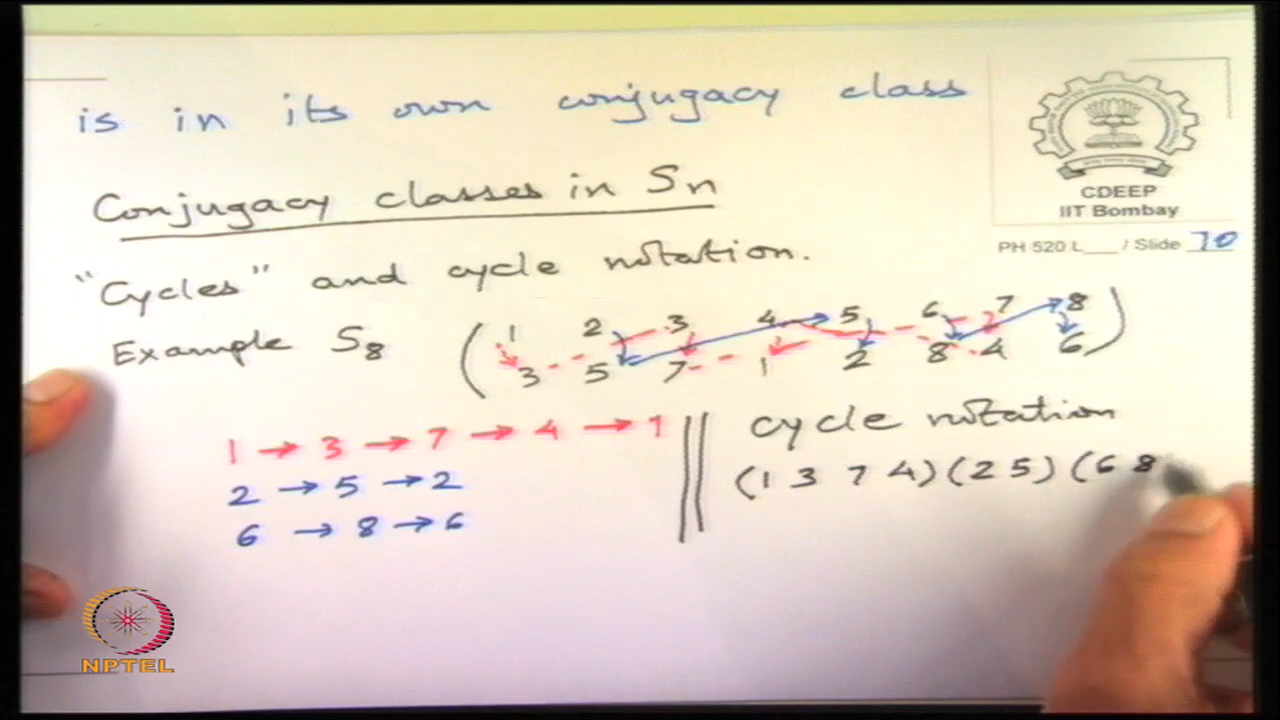 is in its own conjugacy class
CDEEP
IIT Bombay
PH 520 L___ / Slide 10
Conjugacy classes in Sn
"Cycles" and cycle notation.
Example S8
( 1 2 3 4 5 6 7 8 )
3 5 7 1 2 8 4 6
1 → 3 → 7 → 4 → 1
2 → 5 → 2
6 → 8 → 6
cycle notation
(1 3 7 4) (2 5) (6 8
NPTEL